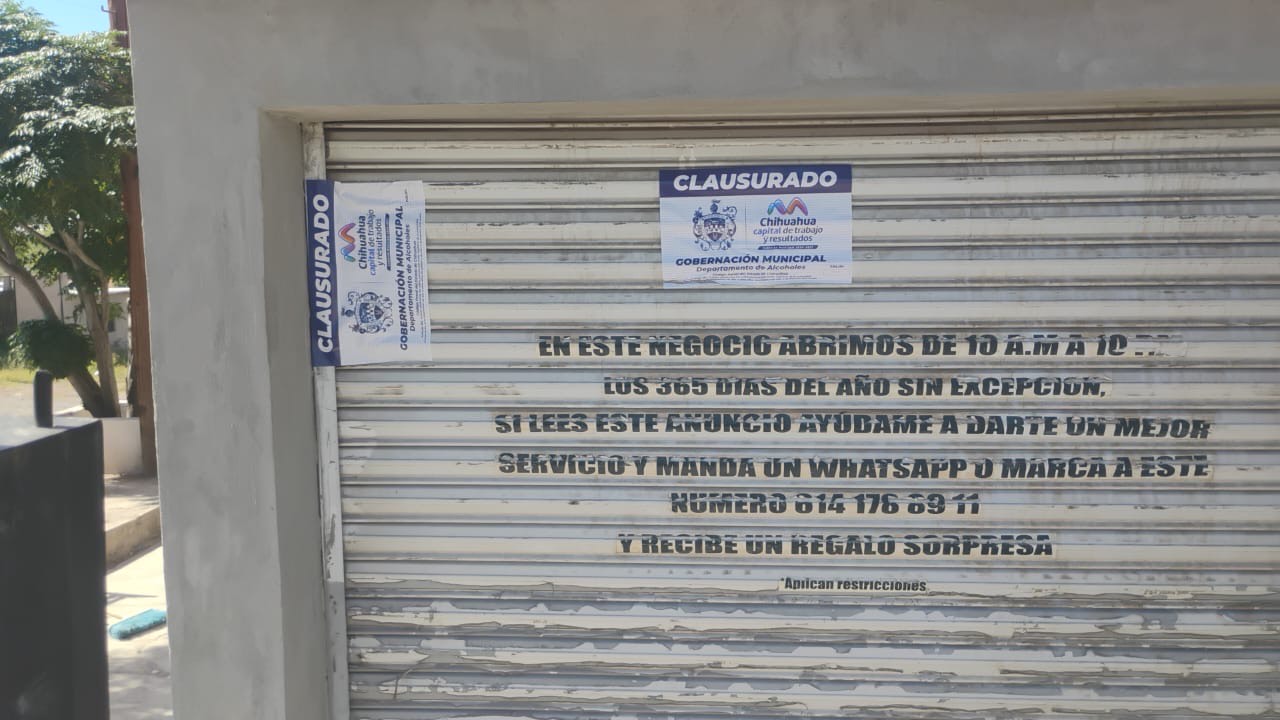 CLAUSURADO
Chihuahua
capital de trabajo
y resultados
GOBERNACIÓN MUNICIPAL
Departamento de Alcoholes
CLAUSURADO
Chihuahua
capital de trabajo
y resultados
GOBERNACIÓN MUNICIPAL
Departamento de Alcoholes
EN ESTE NEGOCIO ABRIMOS DE 10 A.M A 10
LOS 365 DIAS DEL AÑO SIN EXCEPCION,
SI LEES ESTE ANUNCIO AYÚDAME A DARTE UN MEJOR
SERVICIO Y MANDA UN WHATSAPP O MARCA A ESTE
NUMERO 614 176 69 11
Y RECIBE UN REGALO SORPRESA
*Aplican restricciones